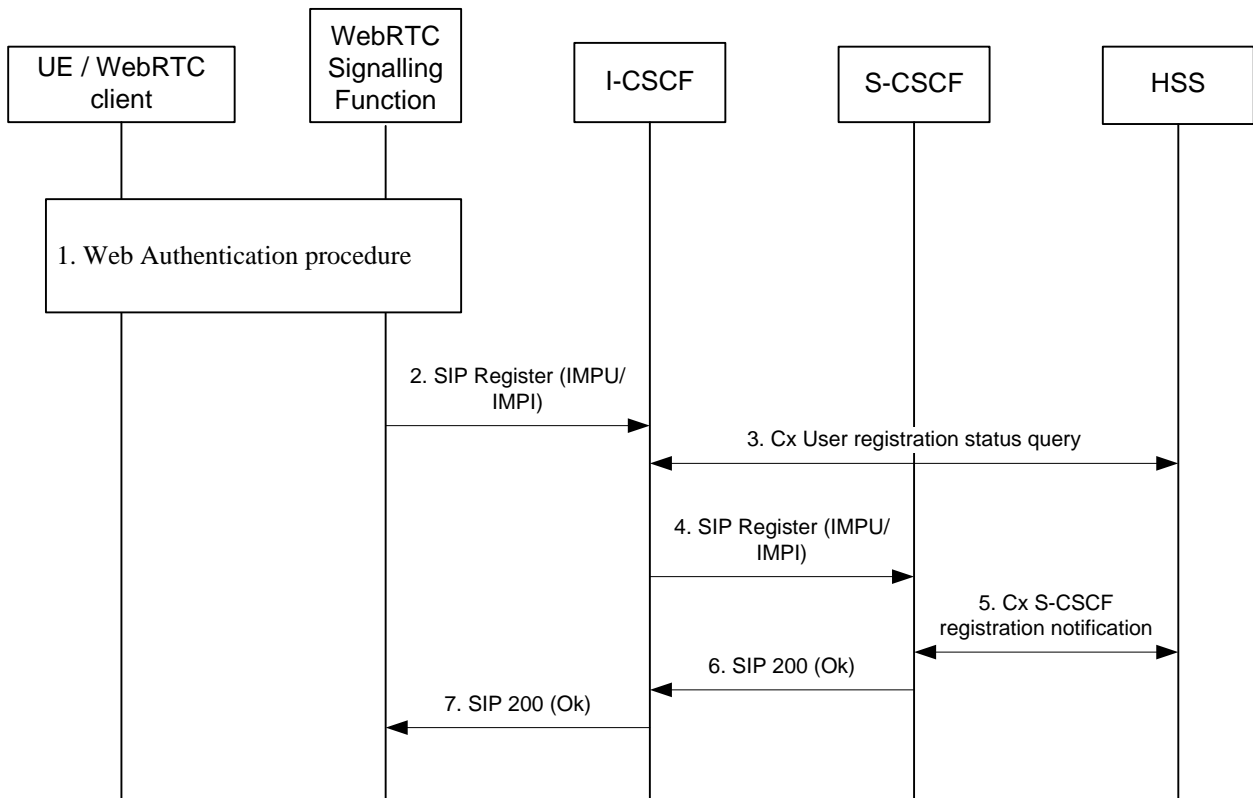 UE / WebRTC
client
WebRTC
Signalling
Function
I-CSCF
S-CSCF
HSS
1. Web Authentication procedure
2. SIP Register (IMPU/
IMPI)
3. Cx User registration status query
4. SIP Register (IMPU/
IMPI)
5. Cx S-CSCF
registration notification
6. SIP 200 (Ok)
7. SIP 200 (Ok)